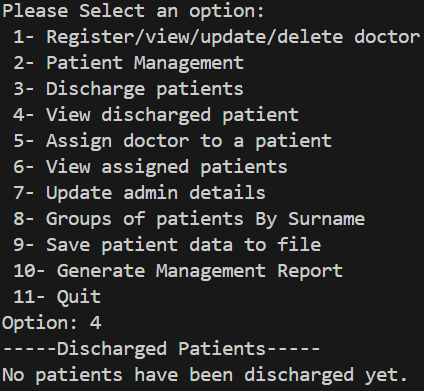 Please Select an option:
1- Register/view/update/delete doctor
2- Patient Management
3- Discharge patients
4- View discharged patient
5- Assign doctor to a patient
6- View assigned patients
7- Update admin details
8- Groups of patients By Surname
9- Save patient data to file
10- Generate Management Report
11- Quit
Option: 4
-----Discharged Patients-----
No patients have been discharged yet.